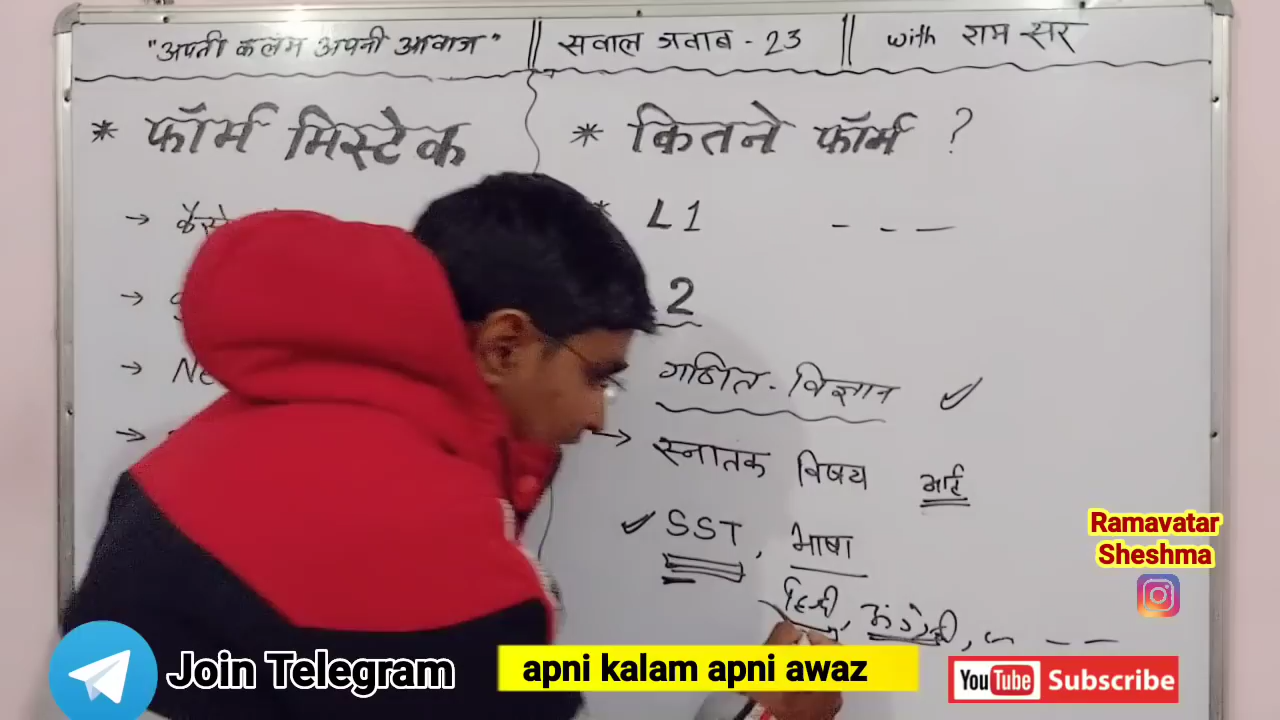 "अपनी कलम अपनी आवाज" || सवाल जवाब - 23 || with राम सर
* फॉर्म मिस्टेक
* कितने फॉर्म ?
→
→
→ Ne
→
* L1 - - -
2
गणित - विज्ञान ✓
→ स्नातक विषय आर्ट
✓ SST, भाषा
हिन्दी, अंग्रेजी, - -
Ramavatar
Sheshma
Join Telegram
apni kalam apni awaz
YouTube Subscribe